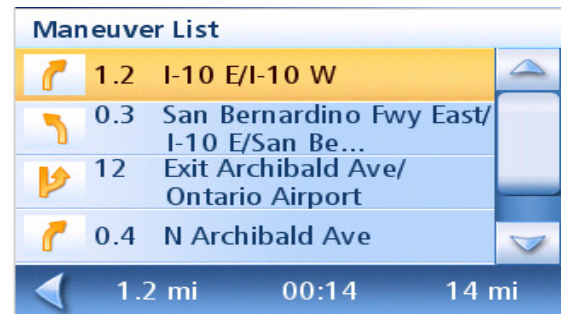 Maneuver List
1.2 I-10 E/I-10 W
0.3 San Bernardino Fwy East/
I-10 E/San Be...
12 Exit Archibald Ave/
Ontario Airport
0.4 N Archibald Ave
1.2 mi 00:14 14 mi